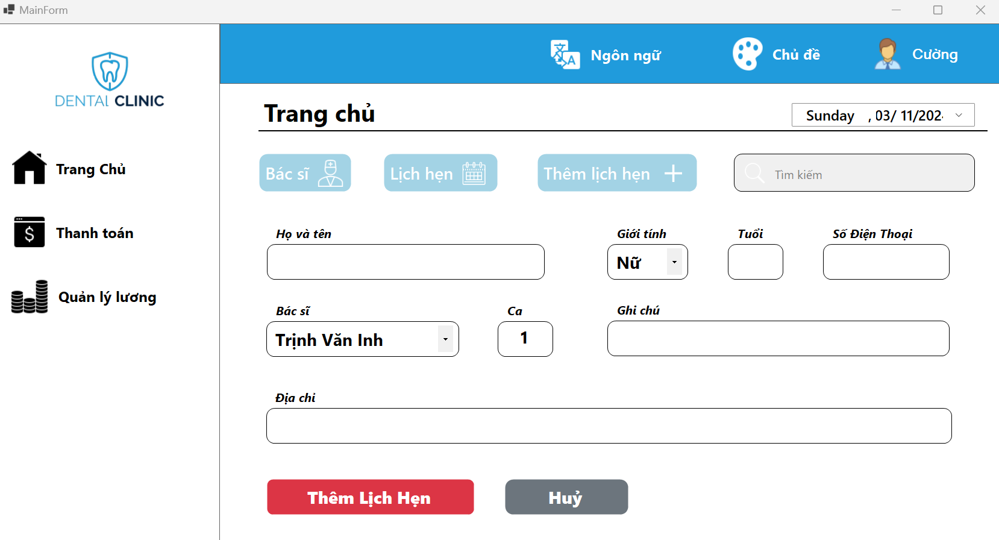 MainForm
DENTAL CLINIC
Ngôn ngữ
Chủ đề
Cường
Trang chủ
Sunday , 03/ 11/202
Trang Chủ
Thanh toán
Quản lý lương
Bác sĩ
Lịch hẹn
Thêm lịch hẹn
Tìm kiếm
Họ và tên
Giới tính
Tuổi
Số Điện Thoại
Nữ
Bác sĩ
Ca
Ghi chú
Trịnh Văn Inh
1
Địa chỉ
Thêm Lịch Hẹn
Huỷ